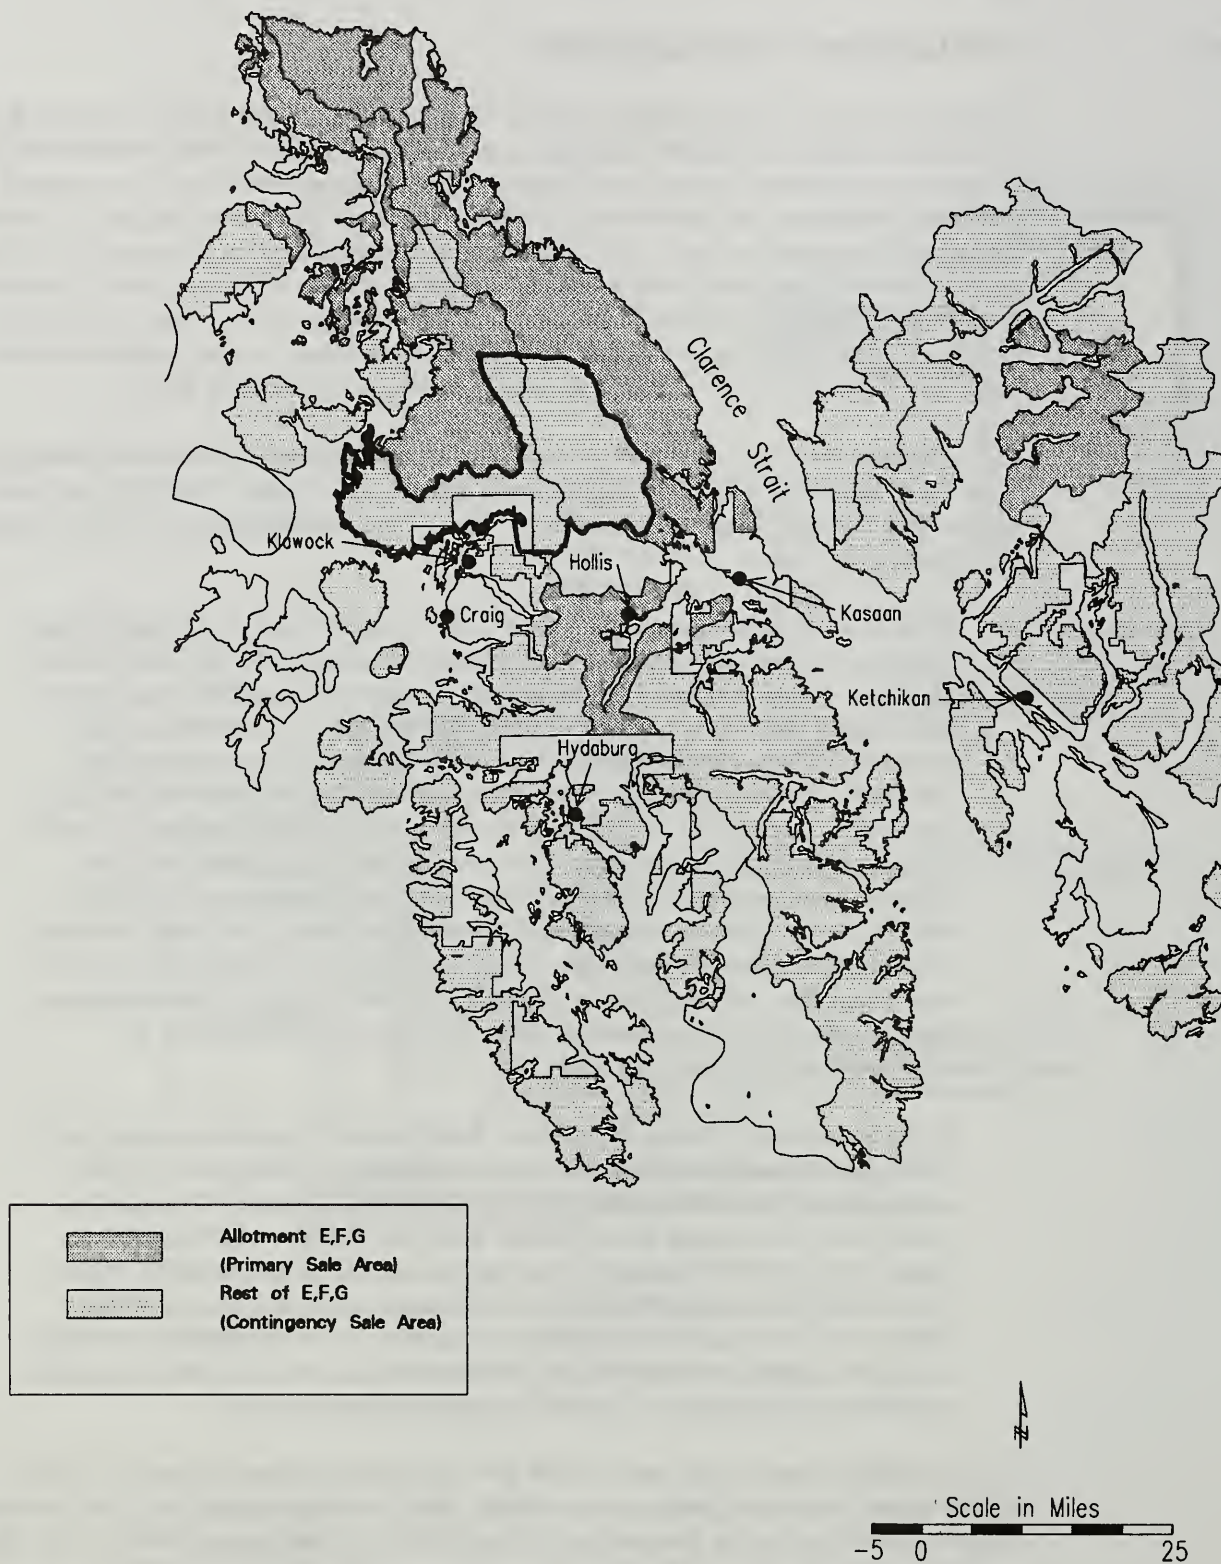 Clarence
Strait
Klawock
Hollis
Craig
Kasaan
Ketchikan
Hydaburg
Allotment E,F,G
(Primary Sale Area)
Rest of E,F,G
(Contingency Sale Area)
N
Scale in Miles
-5 0 25